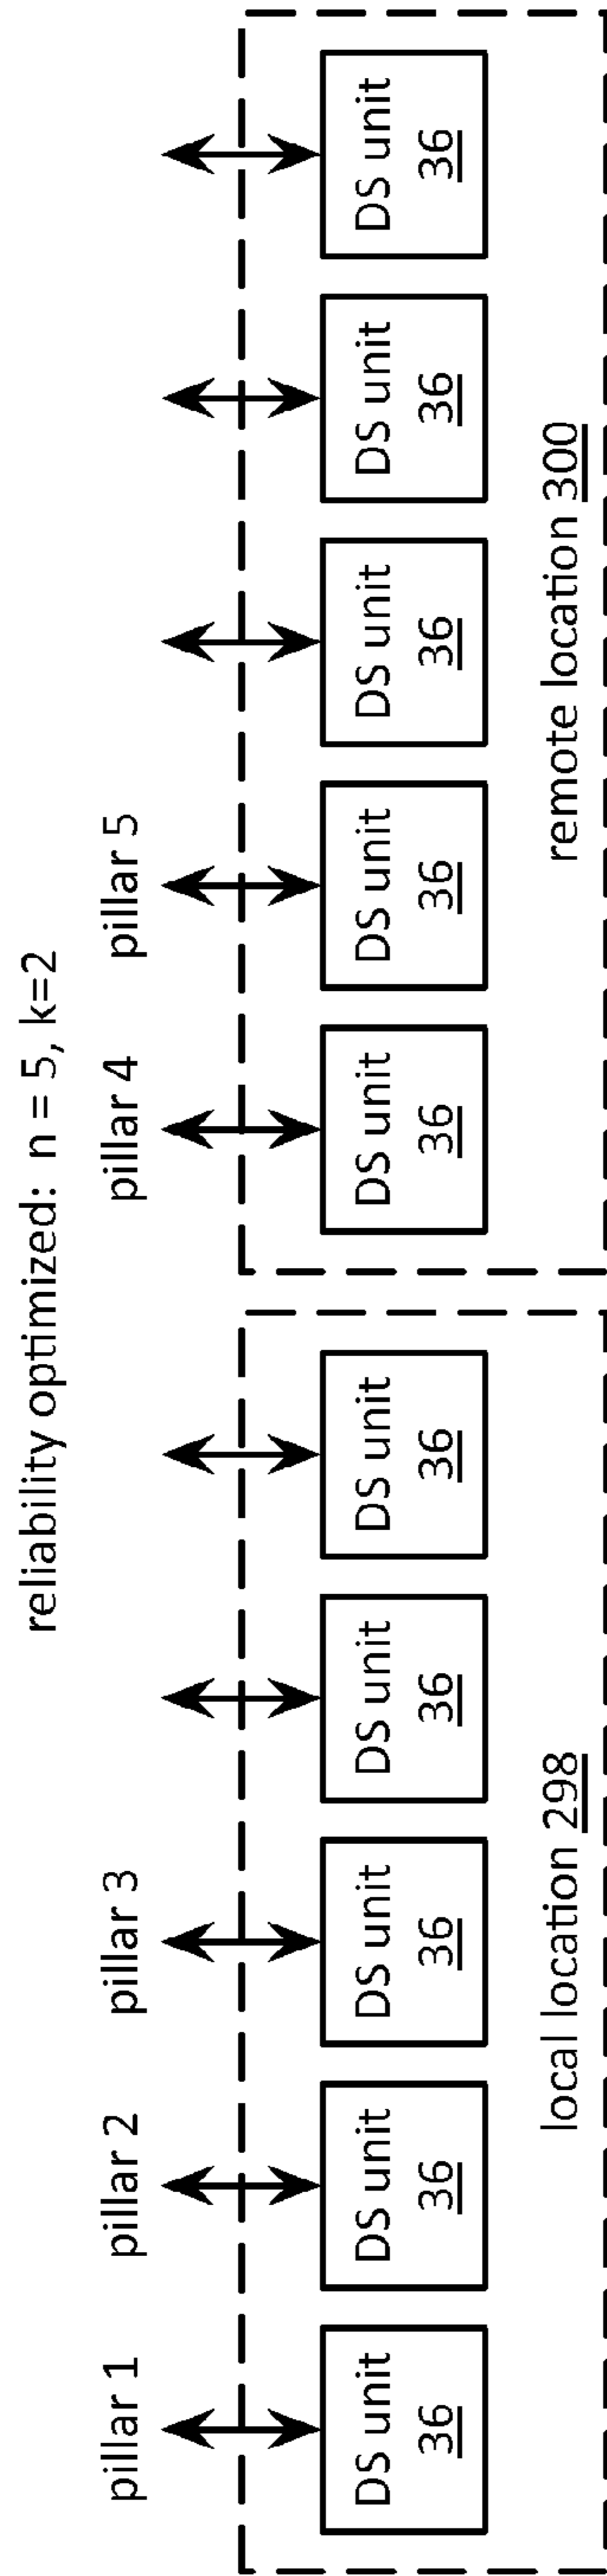 reliability optimized: n = 5, k=2
pillar 1 pillar 2 pillar 3 pillar 4 pillar 5
DS unit DS unit DS unit DS unit DS unit DS unit DS unit DS unit DS unit DS unit
36 36 36 36 36 36 36 36 36 36
local location 298 remote location 300